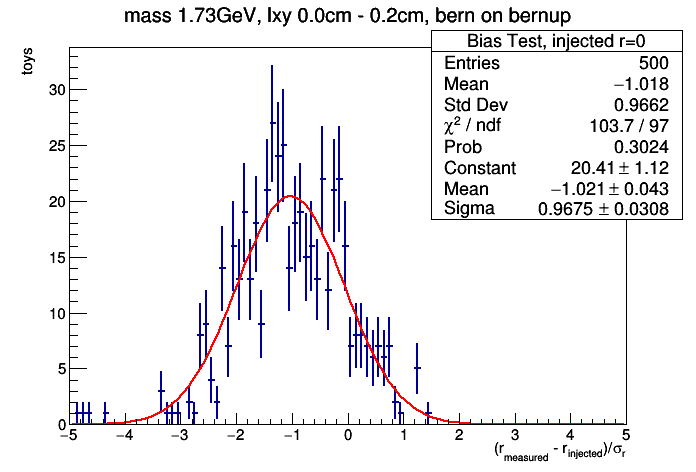 mass 1.73GeV, lxy 0.0cm - 0.2cm, bern on bernup
toys
Bias Test, injected r=0
Entries 500
Mean −1.018
Std Dev 0.9662
χ² / ndf 103.7 / 97
Prob 0.3024
Constant 20.41 ± 1.12
Mean −1.021 ± 0.043
Sigma 0.9675 ± 0.0308
30
25
20
15
10
5
0
−5 −4 −3 −2 −1 0 1 2 3 4 5
(r_measured - r_injected)/σ_r